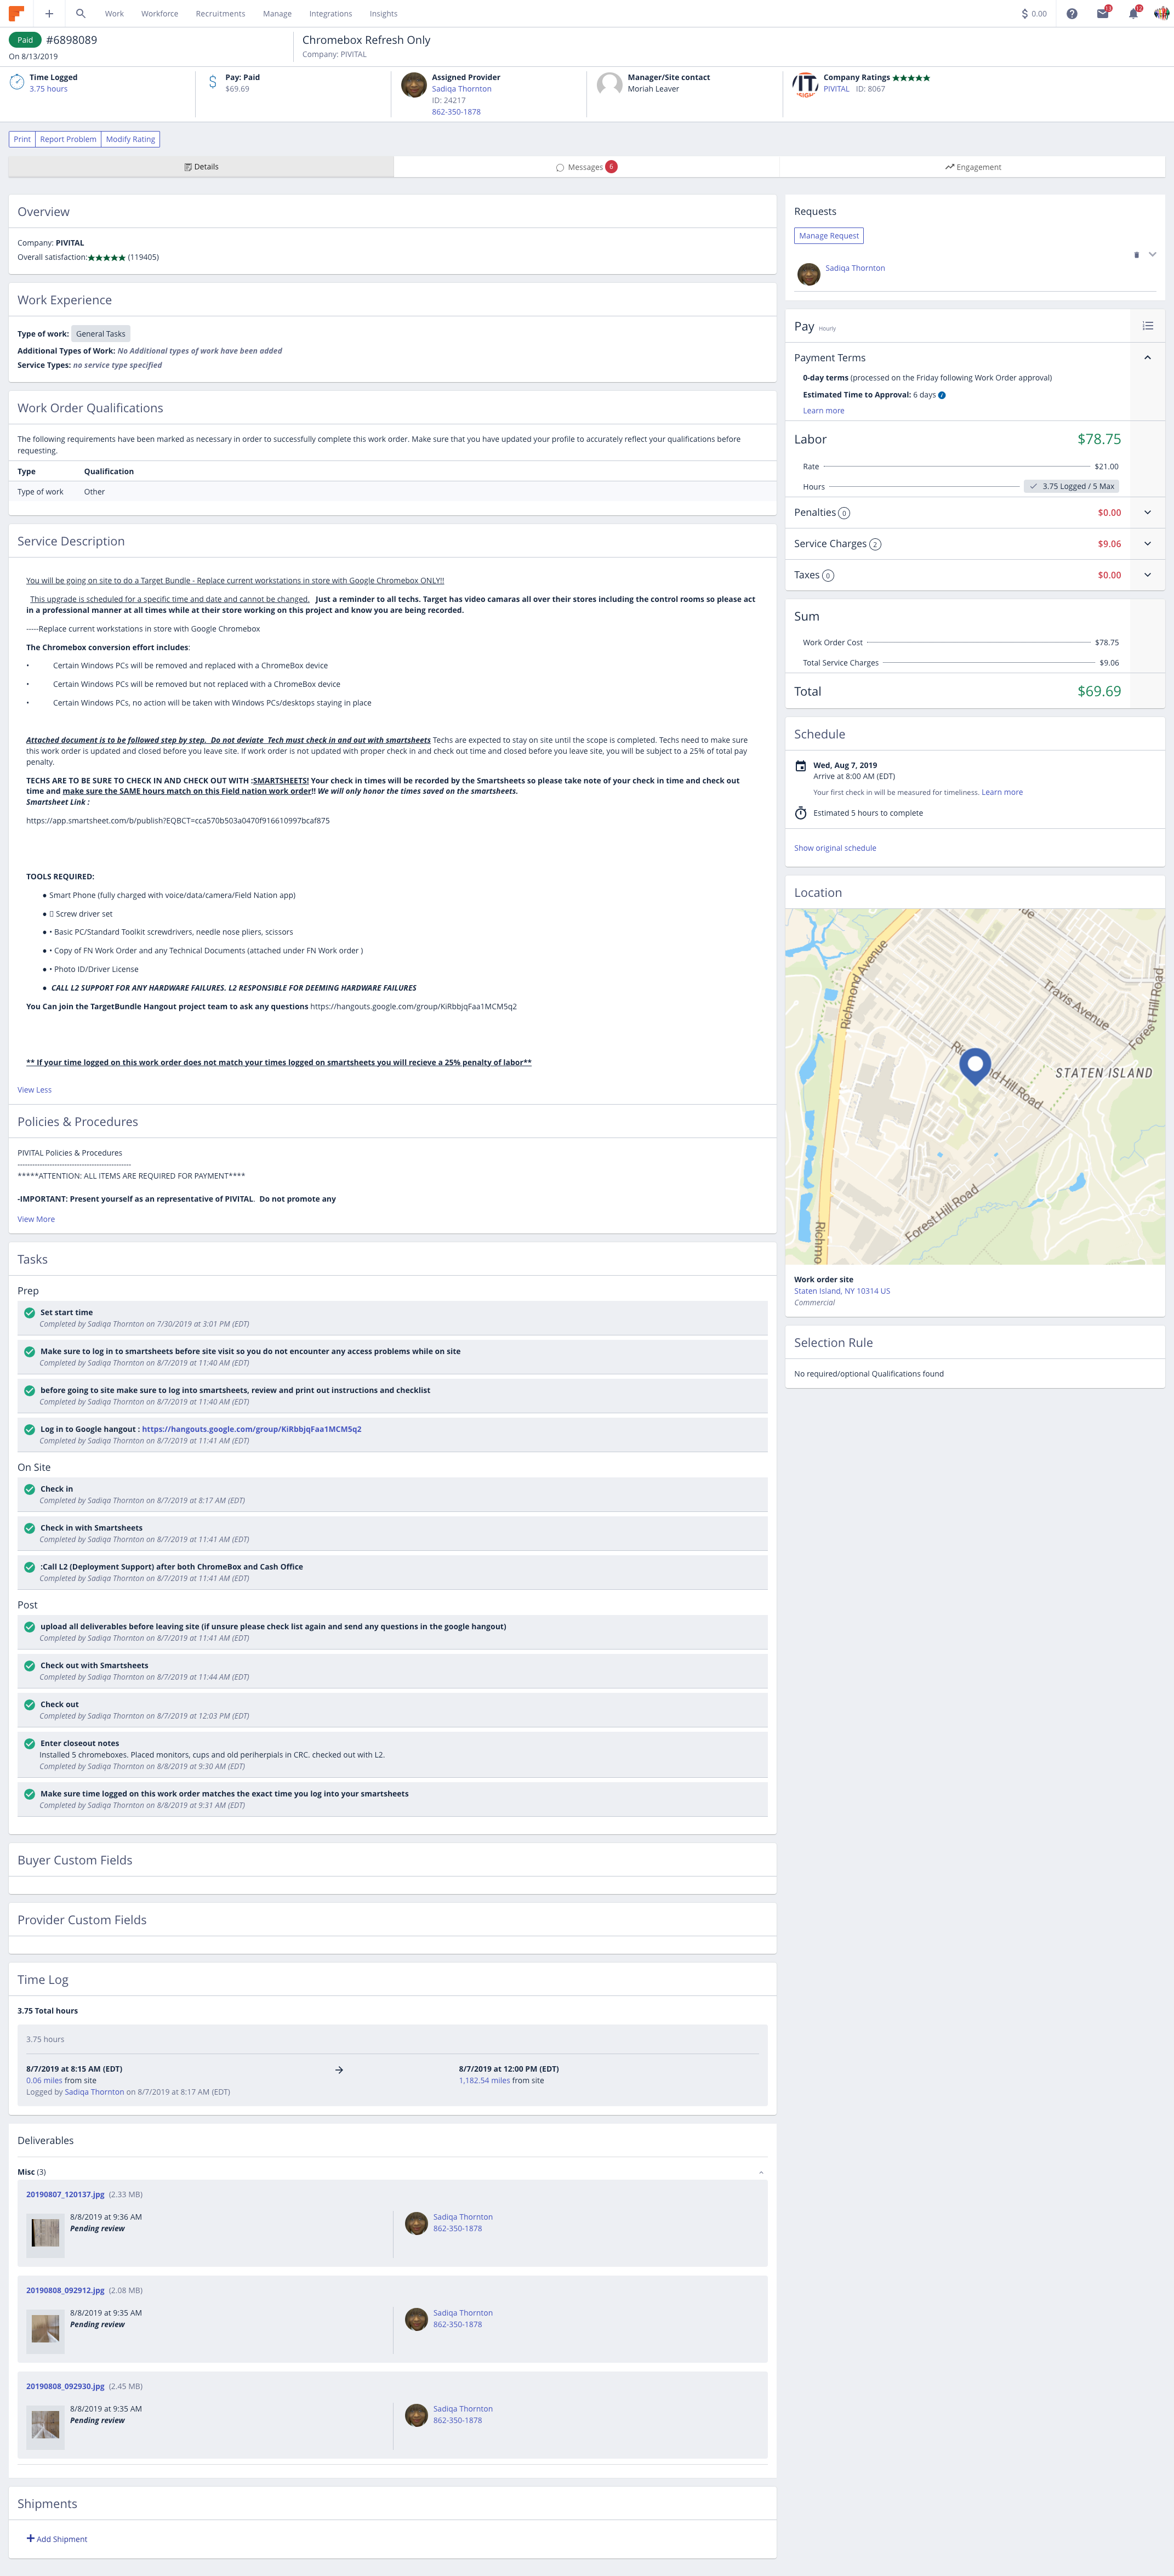 Work Workforce Recruitments Manage Integrations Insights
$ 0.00
13
12
Paid #6898089
On 8/13/2019
Chromebox Refresh Only
Company: PIVITAL
Time Logged
3.75 hours
Pay: Paid
$69.69
Assigned Provider
Sadiqa Thornton
ID: 24217
862-350-1878
Manager/Site contact
Moriah Leaver
Company Ratings ★★★★★
PIVITAL ID: 8067
Print Report Problem Modify Rating
Details
Messages 6
Engagement
Overview
Company: PIVITAL
Overall satisfaction:★★★★★ (119405)
Work Experience
Type of work: General Tasks
Additional Types of Work: No Additional types of work have been added
Service Types: no service type specified
Work Order Qualifications
The following requirements have been marked as necessary in order to successfully complete this work order. Make sure that you have updated your profile to accurately reflect your qualifications before
requesting.
Type Qualification
Type of work Other
Service Description
You will be going on site to do a Target Bundle - Replace current workstations in store with Google Chromebox ONLY!!
This upgrade is scheduled for a specific time and date and cannot be changed. Just a reminder to all techs. Target has video camaras all over their stores including the control rooms so please act
in a professional manner at all times while at their store working on this project and know you are being recorded.
-----Replace current workstations in store with Google Chromebox
The Chromebox conversion effort includes:
• Certain Windows PCs will be removed and replaced with a ChromeBox device
• Certain Windows PCs will be removed but not replaced with a ChromeBox device
• Certain Windows PCs, no action will be taken with Windows PCs/desktops staying in place
Attached document is to be followed step by step. Do not deviate Tech must check in and out with smartsheets Techs are expected to stay on site until the scope is completed. Techs need to make sure
this work order is updated and closed before you leave site. If work order is not updated with proper check in and check out time and closed before you leave site, you will be subject to a 25% of total pay
penalty.
TECHS ARE TO BE SURE TO CHECK IN AND CHECK OUT WITH :SMARTSHEETS! Your check in times will be recorded by the Smartsheets so please take note of your check in time and check out
time and make sure the SAME hours match on this Field nation work order!! We will only honor the times saved on the smartsheets.
Smartsheet Link :
https://app.smartsheet.com/b/publish?EQBCT=cca570b503a0470f916610997bcaf875
TOOLS REQUIRED:
● Smart Phone (fully charged with voice/data/camera/Field Nation app)
● Screw driver set
● • Basic PC/Standard Toolkit screwdrivers, needle nose pliers, scissors
● • Copy of FN Work Order and any Technical Documents (attached under FN Work order )
● • Photo ID/Driver License
● CALL L2 SUPPORT FOR ANY HARDWARE FAILURES. L2 RESPONSIBLE FOR DEEMING HARDWARE FAILURES
You Can join the TargetBundle Hangout project team to ask any questions https://hangouts.google.com/group/KiRbbjqFaa1MCM5q2
** If your time logged on this work order does not match your times logged on smartsheets you will recieve a 25% penalty of labor**
View Less
Policies & Procedures
PIVITAL Policies & Procedures
----------------------------------------------
*****ATTENTION: ALL ITEMS ARE REQUIRED FOR PAYMENT****
-IMPORTANT: Present yourself as an representative of PIVITAL. Do not promote any
View More
Tasks
Prep
Set start time
Completed by Sadiqa Thornton on 7/30/2019 at 3:01 PM (EDT)
Make sure to log in to smartsheets before site visit so you do not encounter any access problems while on site
Completed by Sadiqa Thornton on 8/7/2019 at 11:40 AM (EDT)
before going to site make sure to log into smartsheets, review and print out instructions and checklist
Completed by Sadiqa Thornton on 8/7/2019 at 11:40 AM (EDT)
Log in to Google hangout : https://hangouts.google.com/group/KiRbbjqFaa1MCM5q2
Completed by Sadiqa Thornton on 8/7/2019 at 11:41 AM (EDT)
On Site
Check in
Completed by Sadiqa Thornton on 8/7/2019 at 8:17 AM (EDT)
Check in with Smartsheets
Completed by Sadiqa Thornton on 8/7/2019 at 11:41 AM (EDT)
:Call L2 (Deployment Support) after both ChromeBox and Cash Office
Completed by Sadiqa Thornton on 8/7/2019 at 11:41 AM (EDT)
Post
upload all deliverables before leaving site (if unsure please check list again and send any questions in the google hangout)
Completed by Sadiqa Thornton on 8/7/2019 at 11:41 AM (EDT)
Check out with Smartsheets
Completed by Sadiqa Thornton on 8/7/2019 at 11:44 AM (EDT)
Check out
Completed by Sadiqa Thornton on 8/7/2019 at 12:03 PM (EDT)
Enter closeout notes
Installed 5 chromeboxes. Placed monitors, cups and old periherpials in CRC. checked out with L2.
Completed by Sadiqa Thornton on 8/8/2019 at 9:30 AM (EDT)
Make sure time logged on this work order matches the exact time you log into your smartsheets
Completed by Sadiqa Thornton on 8/8/2019 at 9:31 AM (EDT)
Buyer Custom Fields
Provider Custom Fields
Time Log
3.75 Total hours
3.75 hours
8/7/2019 at 8:15 AM (EDT) → 8/7/2019 at 12:00 PM (EDT)
0.06 miles from site 1,182.54 miles from site
Logged by Sadiqa Thornton on 8/7/2019 at 8:17 AM (EDT)
Deliverables
Misc (3)
20190807_120137.jpg (2.33 MB)
8/8/2019 at 9:36 AM
Pending review
Sadiqa Thornton
862-350-1878
20190808_092912.jpg (2.08 MB)
8/8/2019 at 9:35 AM
Pending review
Sadiqa Thornton
862-350-1878
20190808_092930.jpg (2.45 MB)
8/8/2019 at 9:35 AM
Pending review
Sadiqa Thornton
862-350-1878
Shipments
+ Add Shipment
Requests
Manage Request
Sadiqa Thornton
Pay Hourly
Payment Terms
0-day terms (processed on the Friday following Work Order approval)
Estimated Time to Approval: 6 days
Learn more
Labor $78.75
Rate $21.00
Hours 3.75 Logged / 5 Max
Penalties 0 $0.00
Service Charges 2 $9.06
Taxes 0 $0.00
Sum
Work Order Cost $78.75
Total Service Charges $9.06
Total $69.69
Schedule
Wed, Aug 7, 2019
Arrive at 8:00 AM (EDT)
Your first check in will be measured for timeliness. Learn more
Estimated 5 hours to complete
Show original schedule
Location
Richmond Avenue
Travis Avenue
Forest Hill Road
STATEN ISLAND
Forest Hill Road
Richmo
Work order site
Staten Island, NY 10314 US
Commercial
Selection Rule
No required/optional Qualifications found